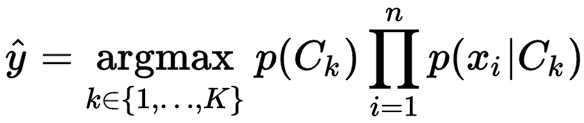 ŷ = argmax_{k∈{1,…,K}} p(C_k) ∏_{i=1}^{n} p(x_i|C_k)